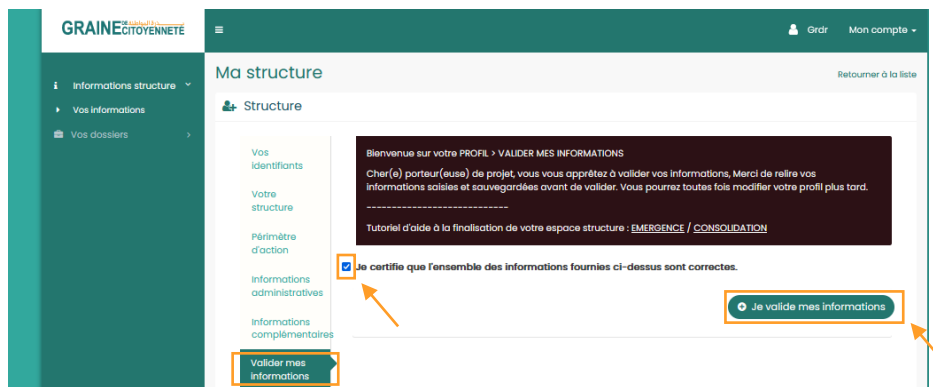 GRAINE DE CITOYENNETÉ
Grdr
Mon compte
Informations structure
Vos informations
Vos dossiers
Ma structure
Retourner à la liste
Structure
Vos
identifiants
Votre
structure
Périmètre
d'action
Informations
administratives
Informations
complémentaires
Valider mes
informations
Bienvenue sur votre PROFIL > VALIDER MES INFORMATIONS
Cher(e) porteur(euse) de projet, vous vous apprêtez à valider vos informations, Merci de relire vos
informations saisies et sauvegardées avant de valider. Vous pourrez toutes fois modifier votre profil plus tard.
----------------------------
Tutoriel d'aide à la finalisation de votre espace structure : EMERGENCE / CONSOLIDATION
Je certifie que l'ensemble des informations fournies ci-dessus sont correctes.
Je valide mes informations